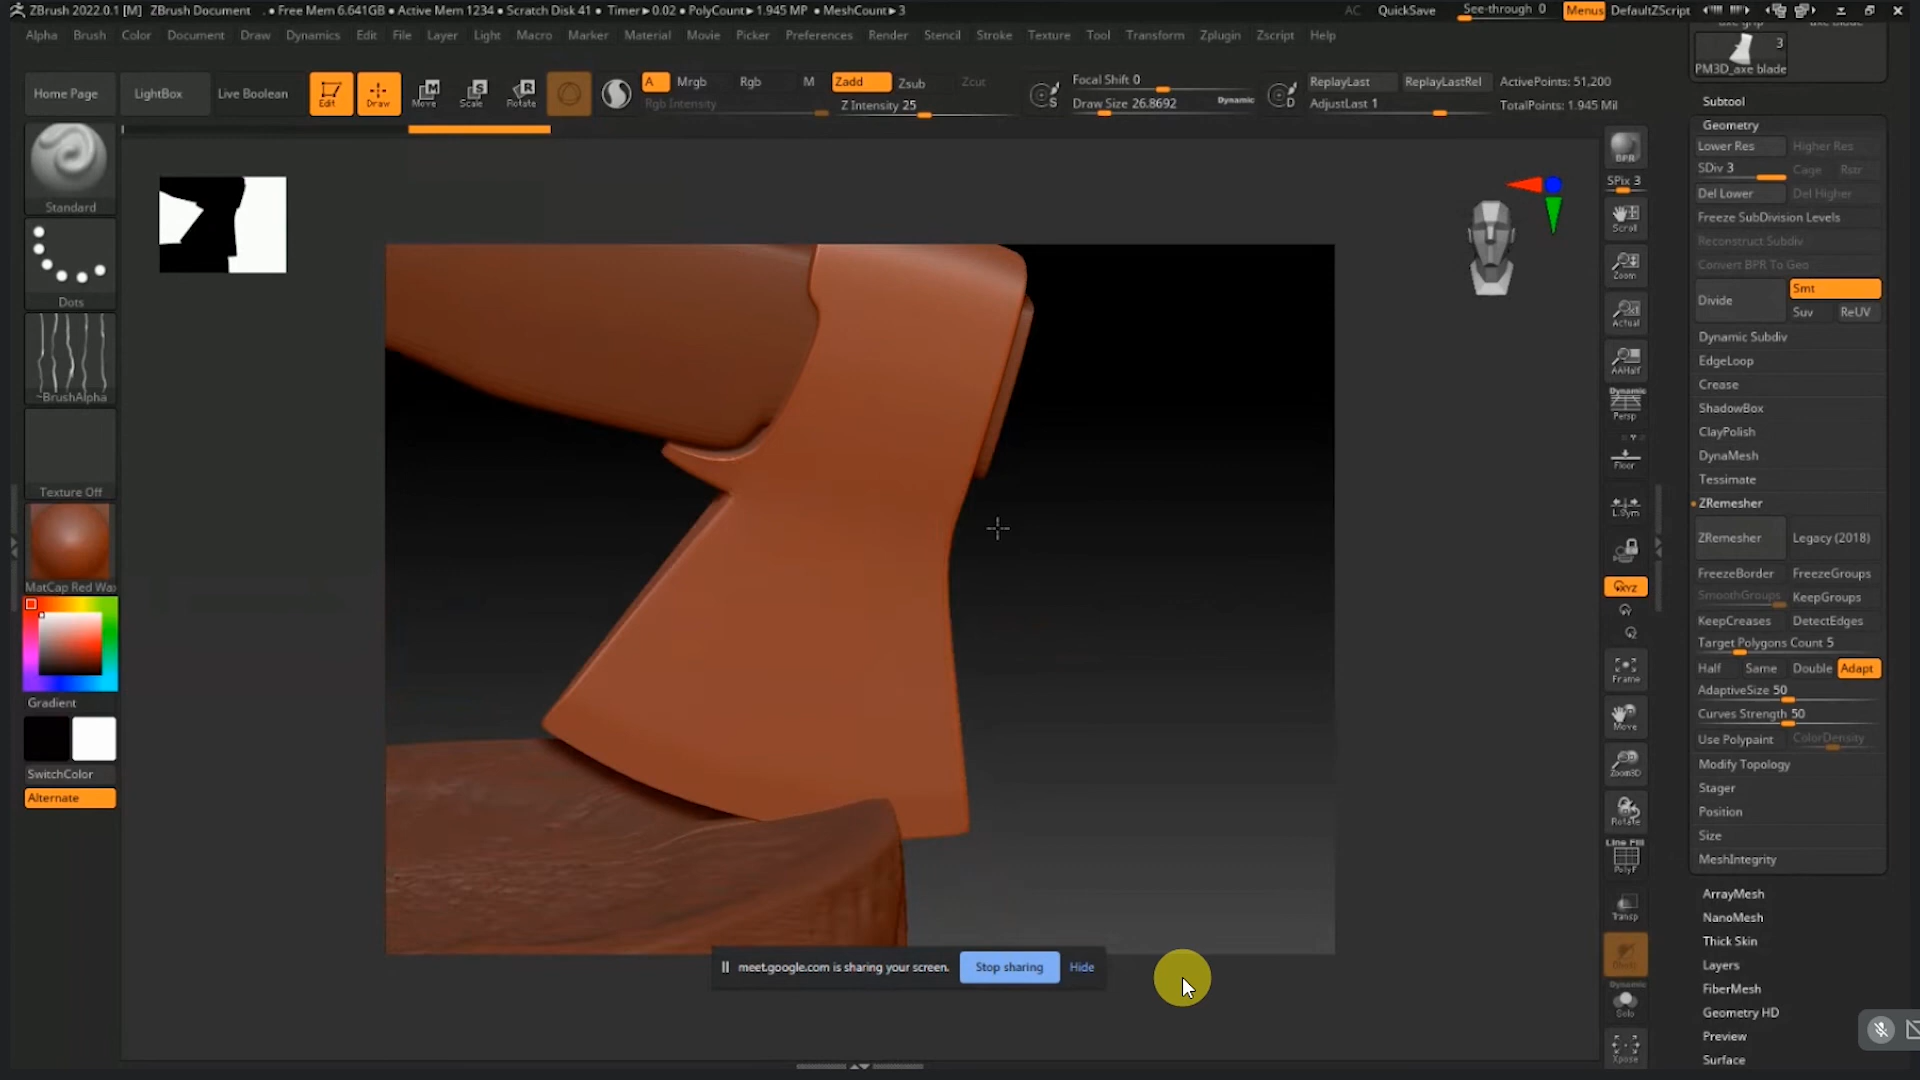 ZBrush 2022.0.1 [M] ZBrush Document . • Free Mem 6.641GB • Active Mem 1234 • Scratch Disk 41 • Timer▸0.02 • PolyCount▸1.945 MP • MeshCount▸3
AC QuickSave See-through 0 Menus DefaultZScript
Alpha Brush Color Document Draw Dynamics Edit File Layer Light Macro Marker Material Movie Picker Preferences Render Stencil Stroke Texture Tool Transform Zplugin Zscript Help
3
PM3D_axe blade
Home Page LightBox Live Boolean
Edit Draw Move Scale Rotate
A Mrgb Rgb M Zadd Zsub Zcut
Rgb Intensity Z Intensity 25
Focal Shift 0
Draw Size 26.8692 Dynamic
ReplayLast ReplayLastRel ActivePoints: 51,200
AdjustLast 1 TotalPoints: 1.945 Mil
Standard
Dots
~BrushAlpha
Texture Off
MatCap Red Wax
Gradient
SwitchColor
Alternate
BPR
SPix 3
Scroll
Zoom
Actual
AAHalf
Dynamic
Persp
Floor
L.Sym
XYZ
Frame
Move
Zoom3D
Rotate
Line Fill
PolyF
Transp
Dynamic
Solo
Xpose
Subtool
Geometry
Lower Res Higher Res
SDiv 3 Cage Rstr
Del Lower Del Higher
Freeze SubDivision Levels
Reconstruct Subdiv
Convert BPR To Geo
Divide Smt
Suv ReUV
Dynamic Subdiv
EdgeLoop
Crease
ShadowBox
ClayPolish
DynaMesh
Tessimate
ZRemesher
ZRemesher Legacy (2018)
FreezeBorder FreezeGroups
SmoothGroups KeepGroups
KeepCreases DetectEdges
Target Polygons Count 5
Half Same Double Adapt
AdaptiveSize 50
Curves Strength 50
Use Polypaint ColorDensity
Modify Topology
Stager
Position
Size
MeshIntegrity
ArrayMesh
NanoMesh
Thick Skin
Layers
FiberMesh
Geometry HD
Preview
Surface
meet.google.com is sharing your screen. Stop sharing Hide